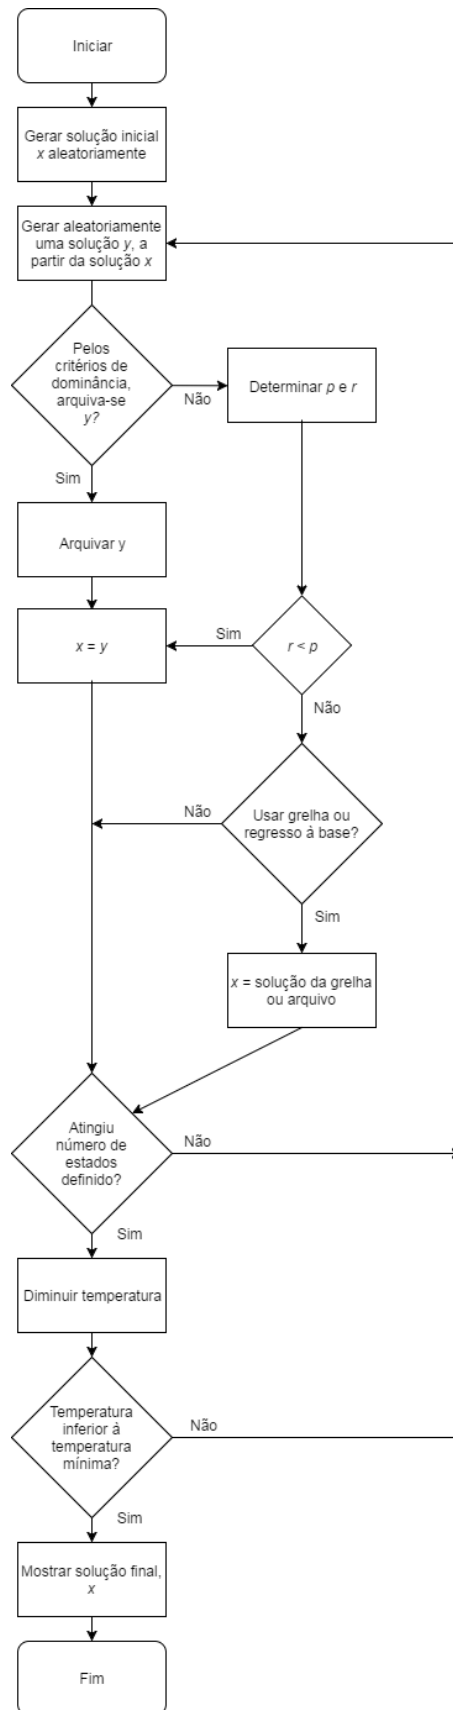 Iniciar
Gerar solução inicial
x aleatoriamente
Gerar aleatoriamente
uma solução y, a
partir da solução x
Pelos
critérios de
dominância,
arquiva-se
y?
Não
Determinar p e r
Sim
Arquivar y
x = y
Sim
r < p
Não
Não
Usar grelha ou
regresso à base?
Sim
x = solução da grelha
ou arquivo
Atingiu
número de
estados
definido?
Não
Sim
Diminuir temperatura
Temperatura
inferior à
temperatura
mínima?
Não
Sim
Mostrar solução final,
x
Fim